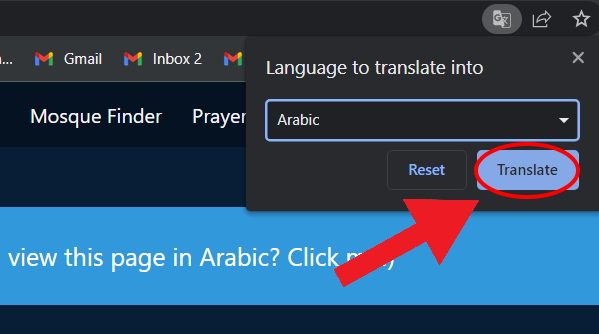 ... Gmail Inbox 2
Language to translate into
Mosque Finder Prayer
Arabic
Reset Translate
view this page in Arabic? Click